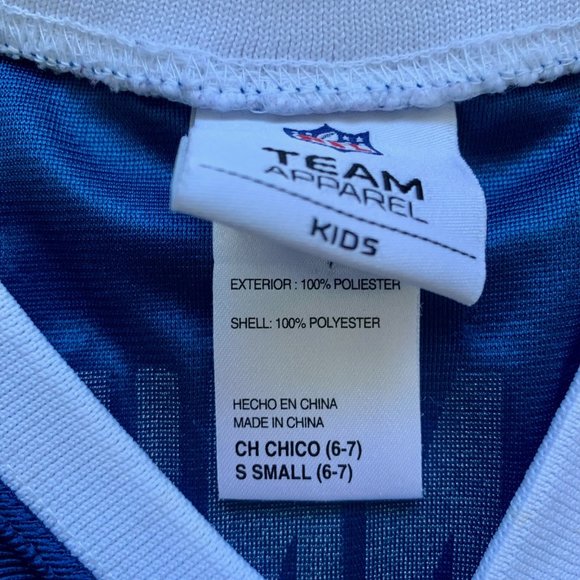 TEAM
APPAREL
KIDS
EXTERIOR : 100% POLIESTER
SHELL: 100% POLYESTER
HECHO EN CHINA
MADE IN CHINA
CH CHICO (6-7)
S SMALL (6-7)